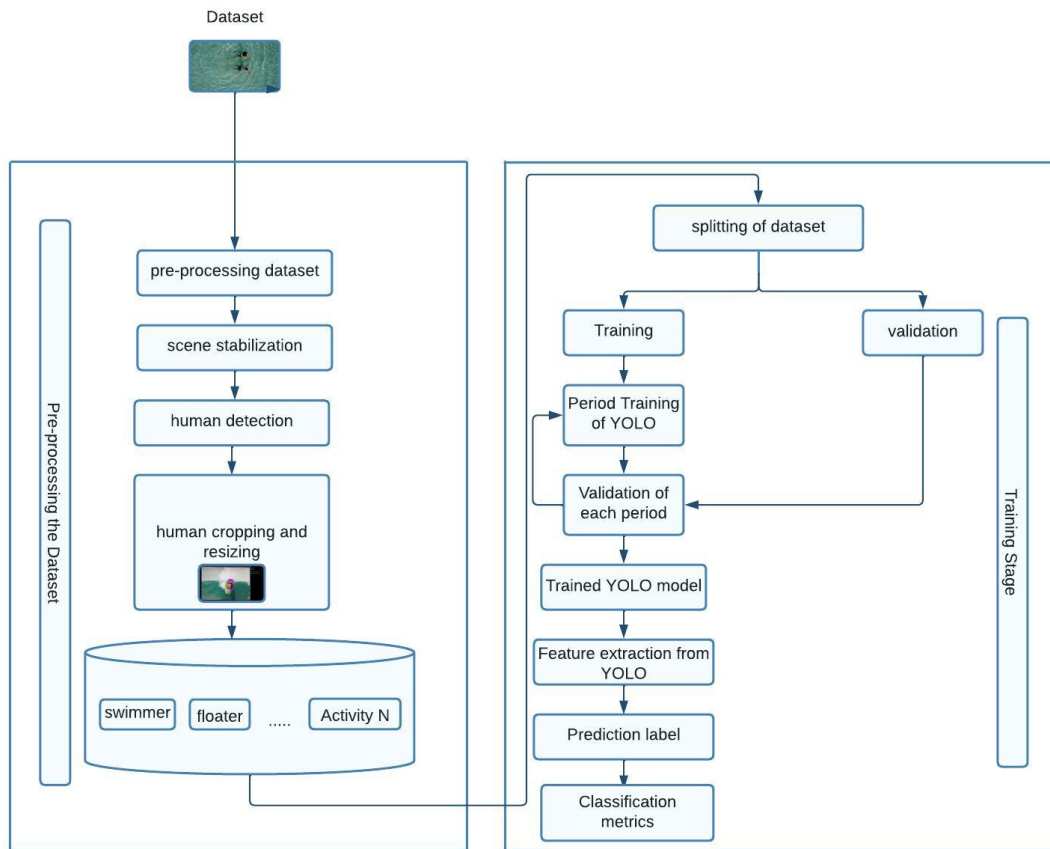 Dataset
Pre-processing the Dataset
pre-processing dataset
scene stabilization
human detection
human cropping and
resizing
swimmer
floater
.....
Activity N
splitting of dataset
Training
validation
Period Training
of YOLO
Validation of
each period
Trained YOLO model
Feature extraction from
YOLO
Prediction label
Classification
metrics
Training Stage